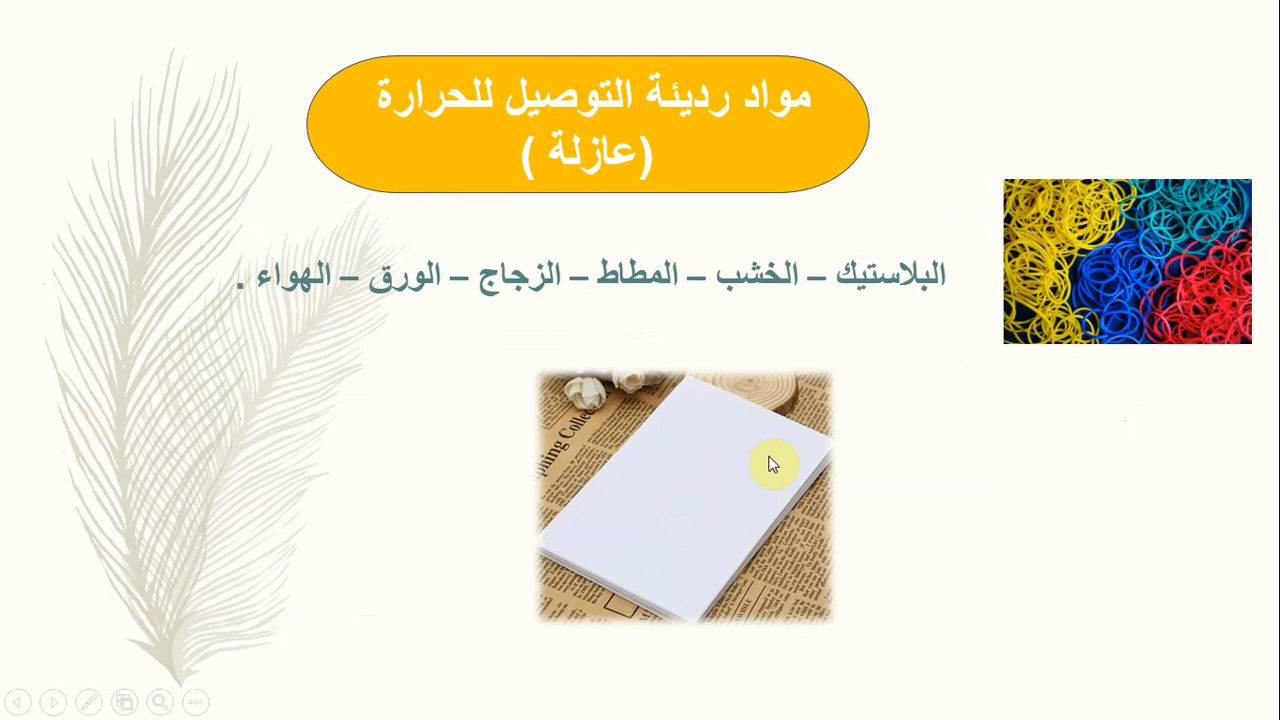 مواد رديئة التوصيل للحرارة
(عازلة )
البلاستيك – الخشب – المطاط – الزجاج – الورق – الهواء .